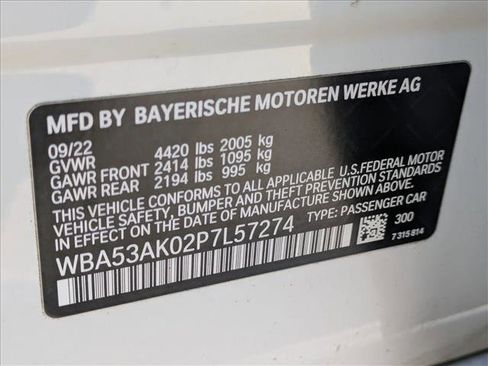 MFD BY BAYERISCHE MOTOREN WERKE AG
09/22
GVWR 4420 lbs 2005 kg
GAWR FRONT 2414 lbs 1095 kg
GAWR REAR 2194 lbs 995 kg
THIS VEHICLE CONFORMS TO ALL APPLICABLE U.S.FEDERAL MOTOR
VEHICLE SAFETY, BUMPER, AND THEFT PREVENTION STANDARDS
IN EFFECT ON THE DATE OF MANUFACTURE SHOWN ABOVE.
WBA53AK02P7L57274 TYPE: PASSENGER CAR
300
7315814